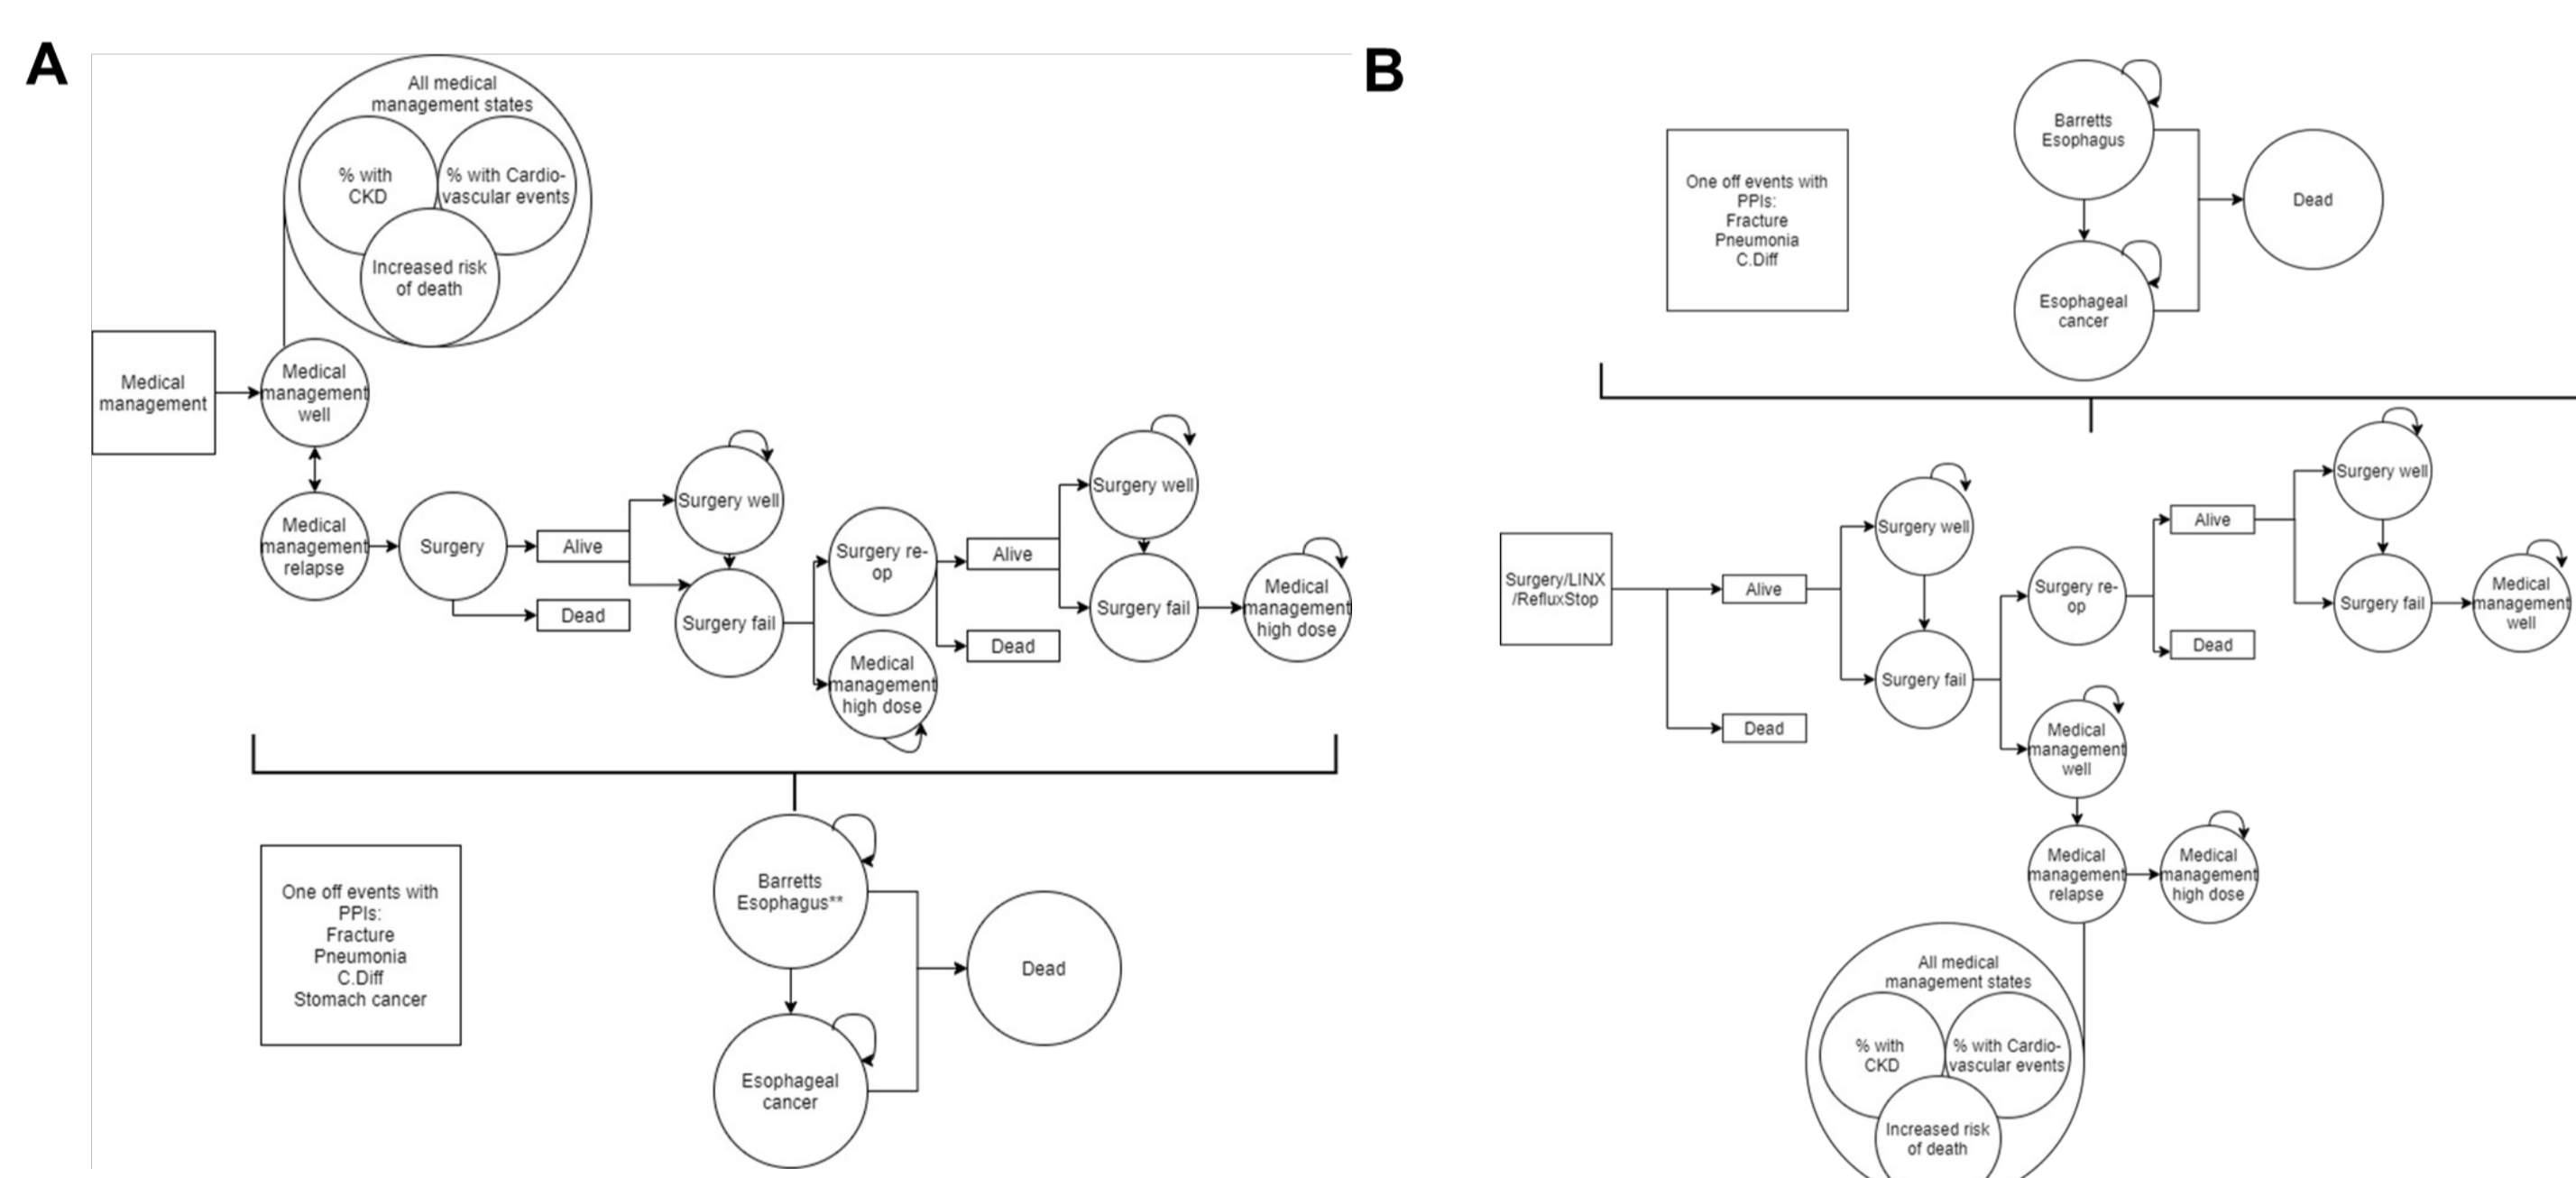 A
All medical
management states
% with
CKD
% with Cardio-
vascular events
Increased risk
of death
Medical
management
Medical
management
well
Medical
management
relapse
Surgery
Alive
Dead
Surgery well
Surgery fail
Surgery re-
op
Medical
management
high dose
Alive
Dead
Surgery well
Surgery fail
Medical
management
high dose
One off events with
PPIs:
Fracture
Pneumonia
C.Diff
Stomach cancer
Barretts
Esophagus**
Esophageal
cancer
Dead
B
One off events with
PPIs:
Fracture
Pneumonia
C.Diff
Barretts
Esophagus
Esophageal
cancer
Dead
Surgery/LINX
/RefluxStop
Alive
Dead
Surgery well
Surgery fail
Surgery re-
op
Medical
management
well
Alive
Dead
Surgery well
Surgery fail
Medical
management
well
Medical
management
relapse
Medical
management
high dose
All medical
management states
% with
CKD
% with Cardio-
vascular events
Increased risk
of death